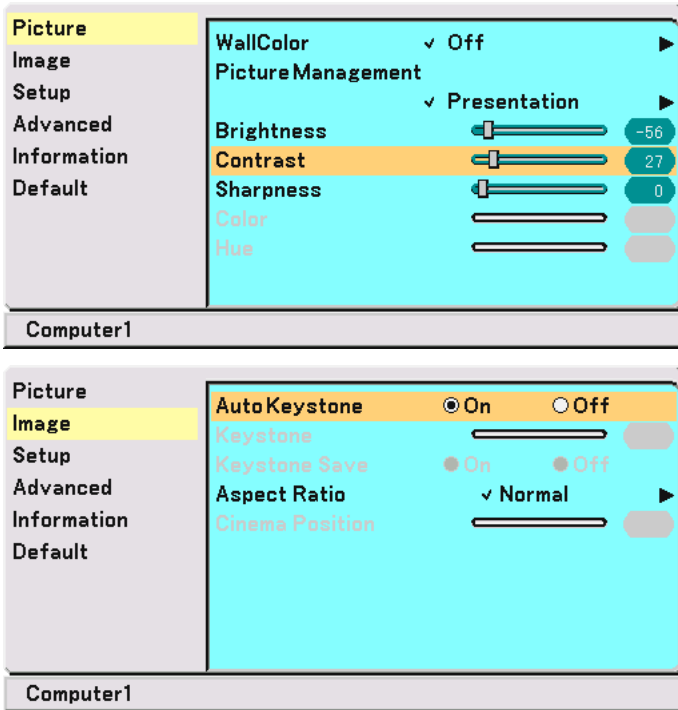 Picture
Image
Setup
Advanced
Information
Default
WallColor ✓ Off
Picture Management
✓ Presentation
Brightness -56
Contrast 27
Sharpness 0
Color
Hue
Computer1
Picture
Image
Setup
Advanced
Information
Default
Auto Keystone On Off
Keystone
Keystone Save On Off
Aspect Ratio ✓ Normal
Cinema Position
Computer1